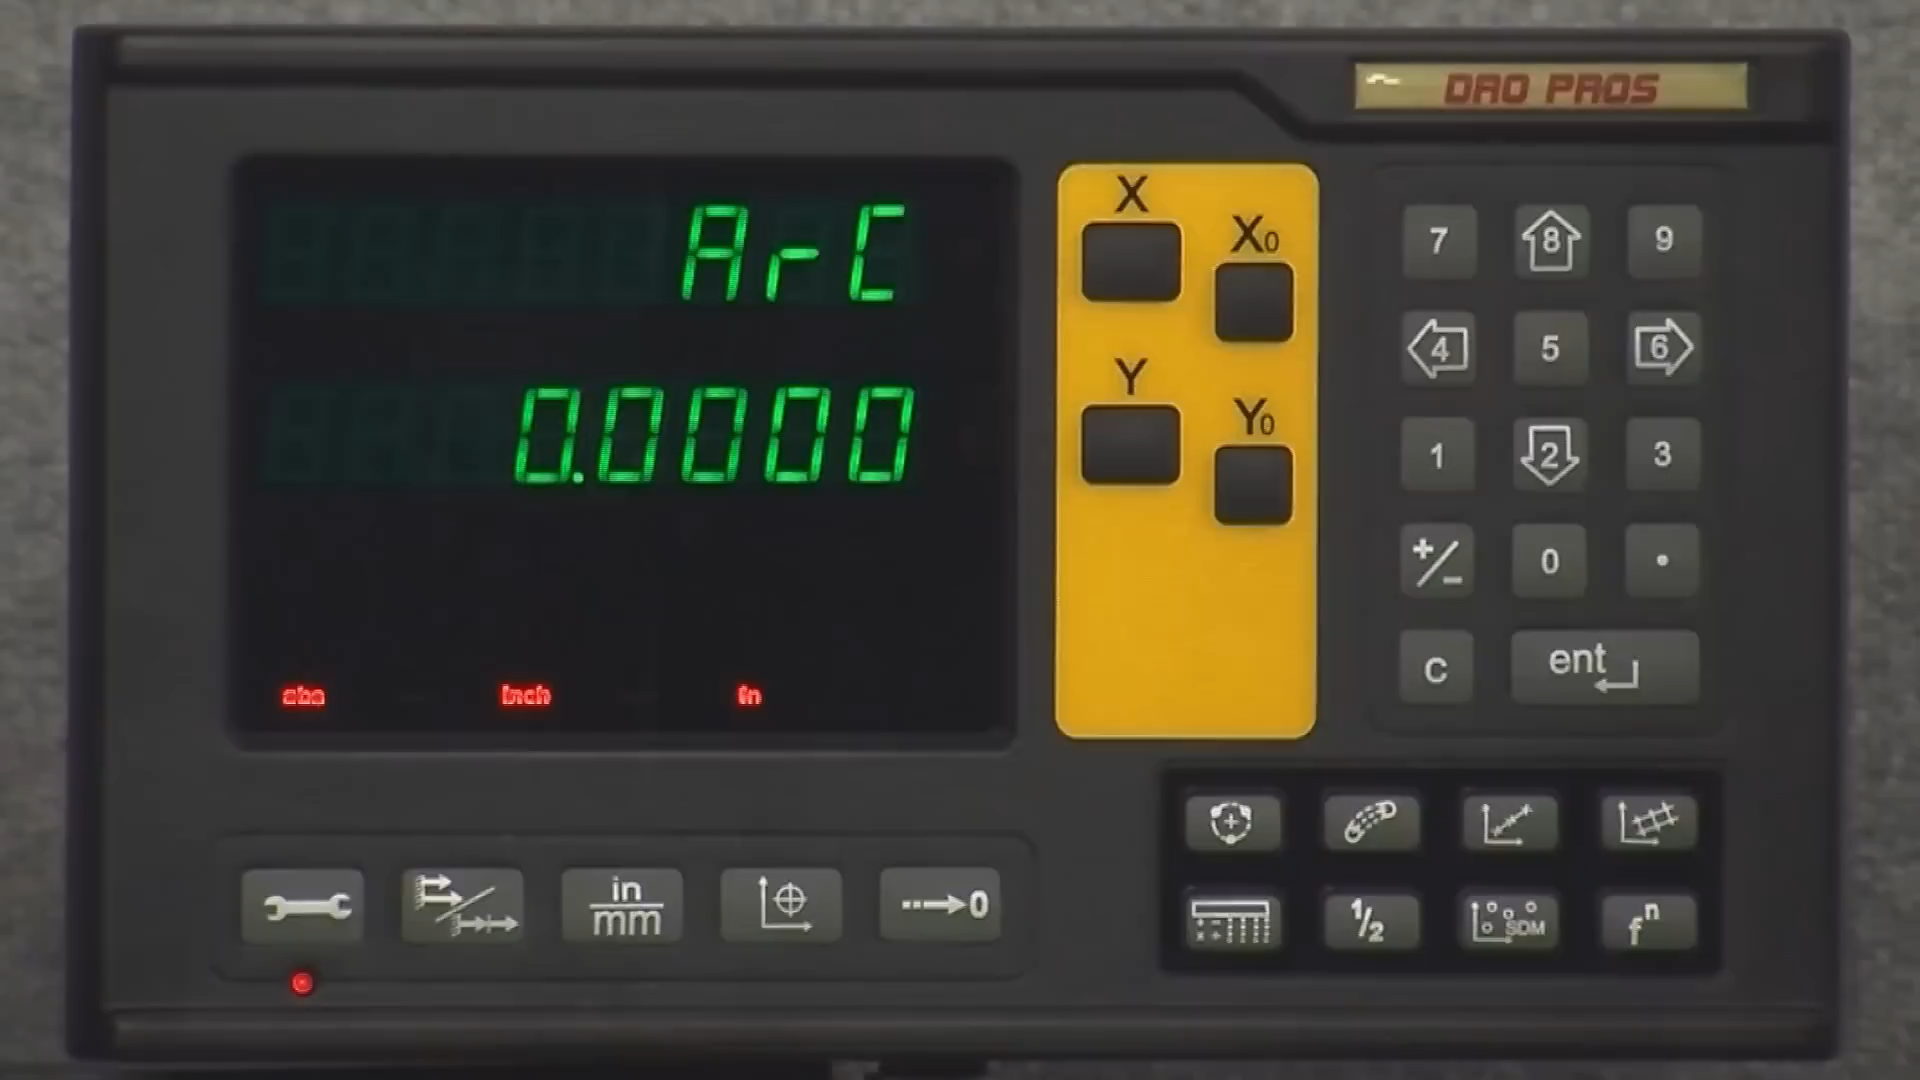 DRO PROS
ArC
0.0000
abs inch in
X
X0
Y
Y0
7 8 9
4 5 6
1 2 3
+/- 0 .
C ent
in/mm
0
1/2
SDM
fn